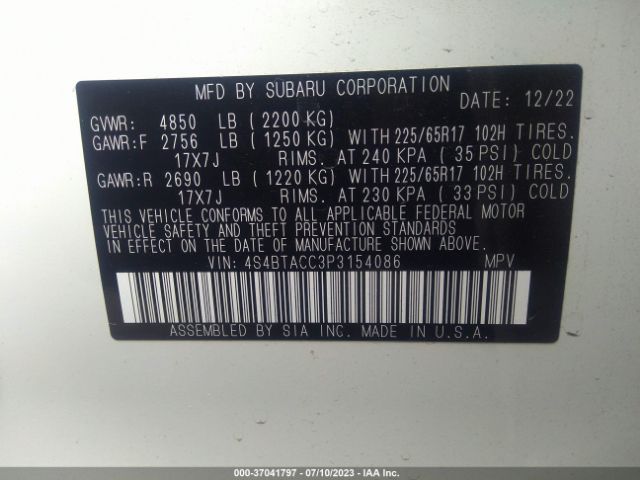 MFD BY SUBARU CORPORATION
DATE: 12/22
GVWR: 4850 LB (2200 KG)
GAWR:F 2756 LB (1250 KG) WITH 225/65R17 102H TIRES.
17X7J RIMS. AT 240 KPA (35 PSI) COLD
GAWR:R 2690 LB (1220 KG) WITH 225/65R17 102H TIRES.
17X7J RIMS. AT 230 KPA (33 PSI) COLD
THIS VEHICLE CONFORMS TO ALL APPLICABLE FEDERAL MOTOR
VEHICLE SAFETY AND THEFT PREVENTION STANDARDS
IN EFFECT ON THE DATE OF MANUFACTURE SHOWN ABOVE.
VIN: 4S4BTACC3P3154086 MPV
ASSEMBLED BY SIA INC. MADE IN U.S.A.
000-37041797 - 07/10/2023 - IAAI.COM